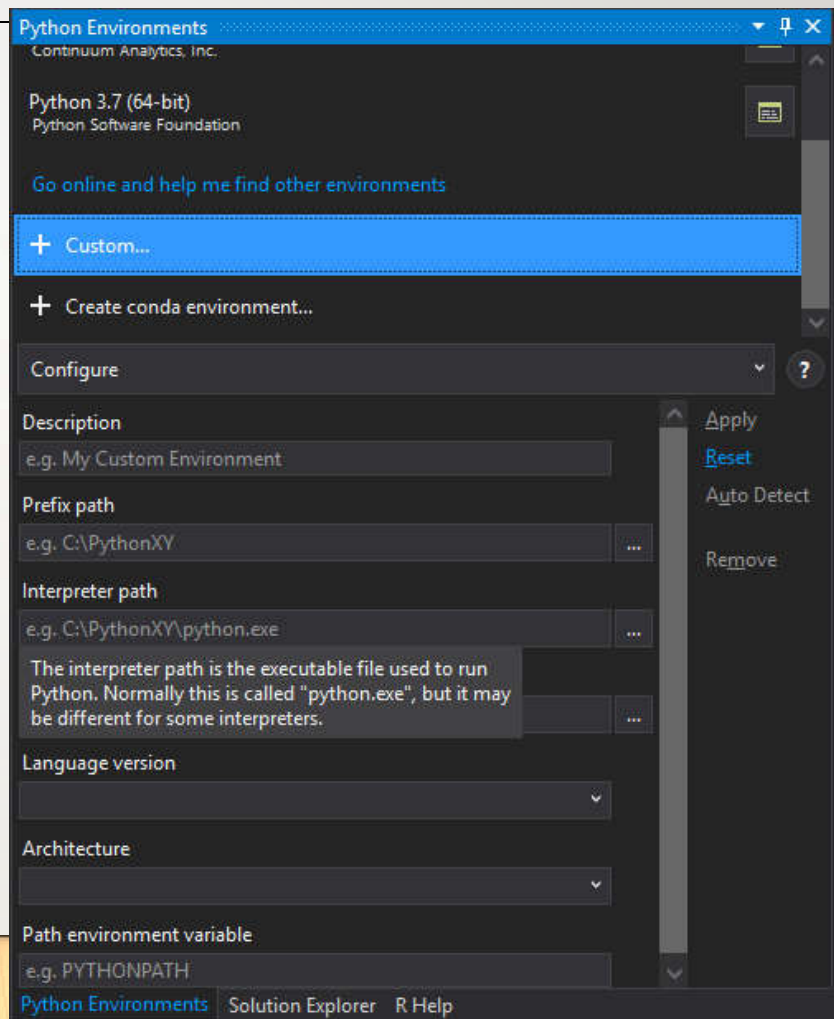 Python Environments
Continuum Analytics, Inc.
Python 3.7 (64-bit)
Python Software Foundation
Go online and help me find other environments
+ Custom...
+ Create conda environment...
Configure
?
Description
e.g. My Custom Environment
Prefix path
e.g. C:\PythonXY
...
Interpreter path
e.g. C:\PythonXY\python.exe
...
The interpreter path is the executable file used to run
Python. Normally this is called "python.exe", but it may
be different for some interpreters.
...
Language version
Architecture
Path environment variable
e.g. PYTHONPATH
Apply
Reset
Auto Detect
Remove
Python Environments Solution Explorer R Help